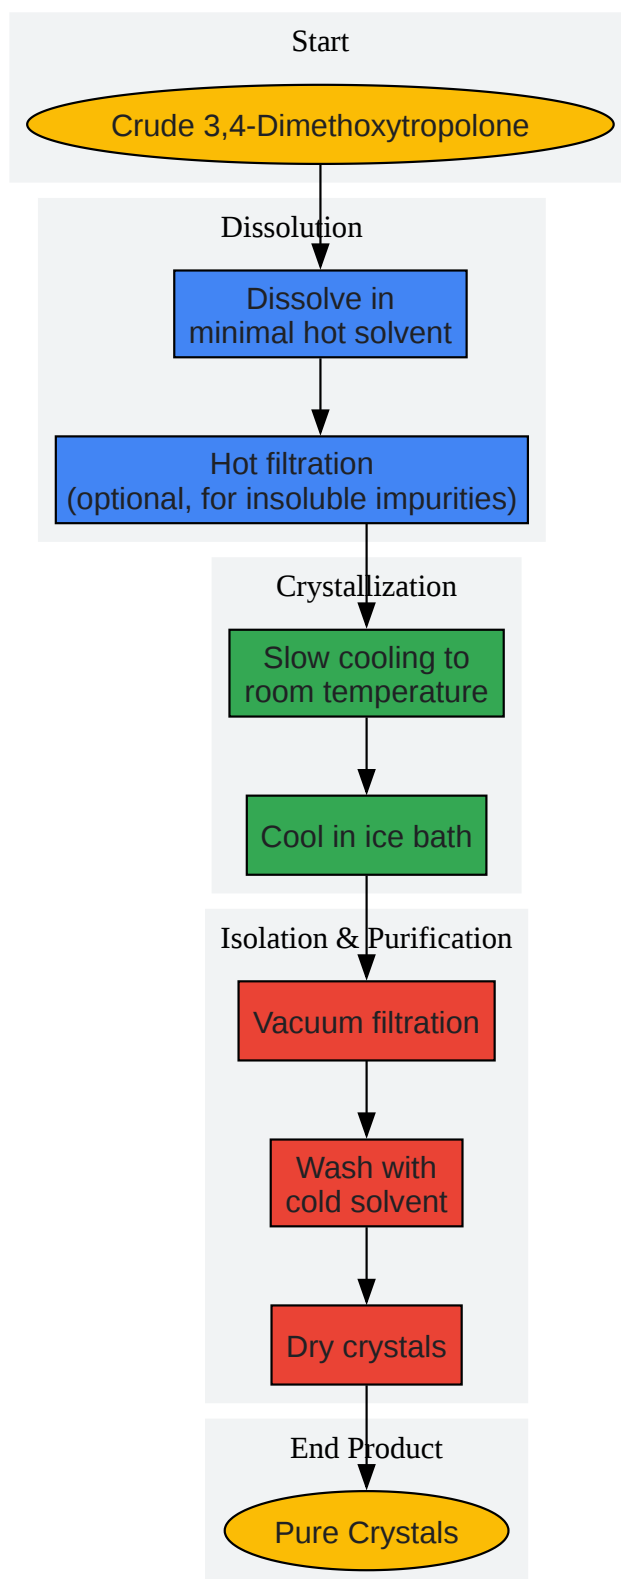 Start
Crude 3,4-Dimethoxytropolone
Dissolution
Dissolve in
minimal hot solvent
Hot filtration
(optional, for insoluble impurities)
Crystallization
Slow cooling to
room temperature
Cool in ice bath
Isolation & Purification
Vacuum filtration
Wash with
cold solvent
Dry crystals
End Product
Pure Crystals